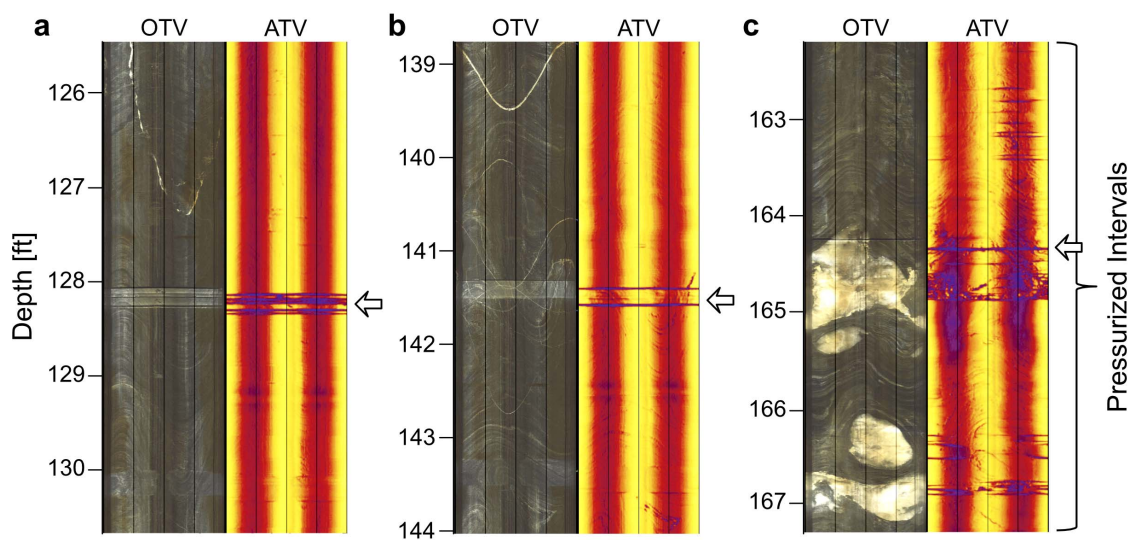 a
OTV ATV
b
OTV ATV
c
OTV ATV
Depth [ft]
126
127
128
129
130
139
140
141
142
143
144
163
164
165
166
167
Pressurized Intervals